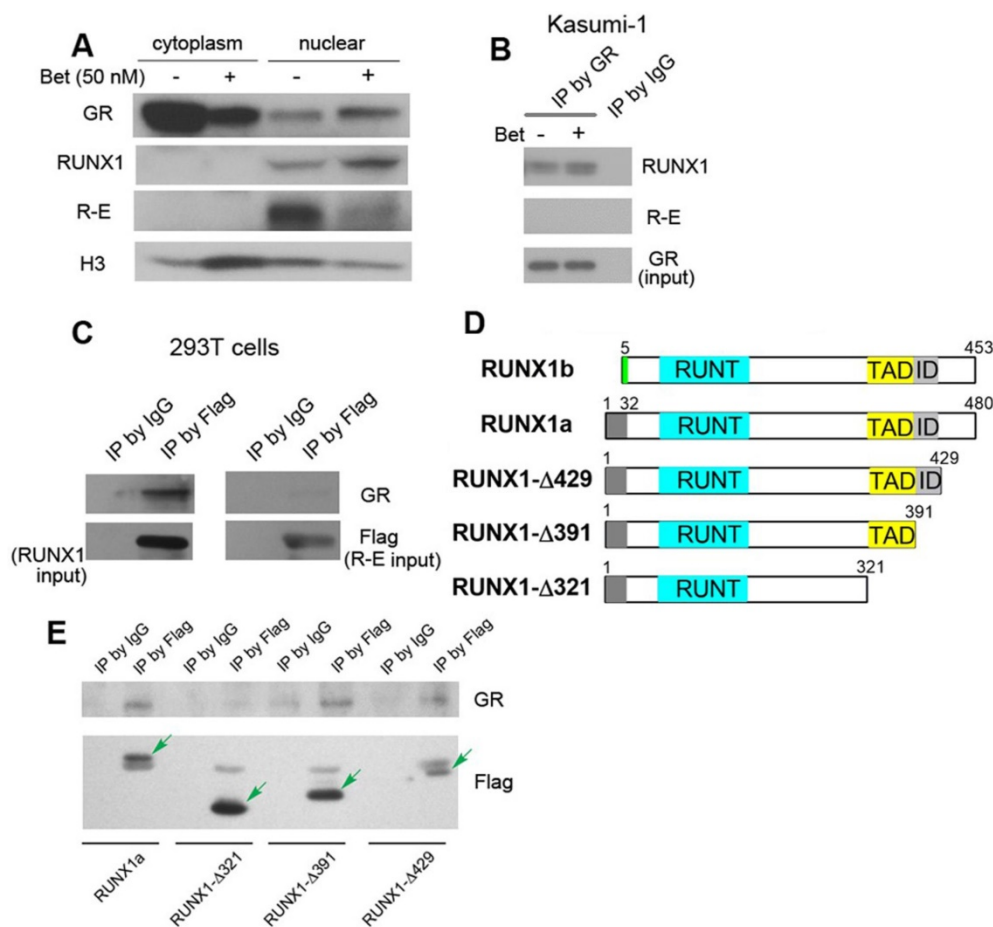 A
cytoplasm nuclear
Bet (50 nM) - + - +
GR
RUNX1
R-E
H3
B
Kasumi-1
IP by GR IP by IgG
Bet - +
RUNX1
R-E
GR
(input)
C
293T cells
IP by IgG IP by Flag IP by IgG IP by Flag
GR
(RUNX1
input)
Flag
(R-E input)
D
5 453
RUNX1b RUNT TAD ID
1 32 480
RUNX1a RUNT TAD ID
1 429
RUNX1-Δ429 RUNT TAD ID
1 391
RUNX1-Δ391 RUNT TAD
1 321
RUNX1-Δ321 RUNT
E
IP by IgG IP by Flag IP by IgG IP by Flag IP by IgG IP by Flag IP by IgG IP by Flag
GR
Flag
RUNX1a RUNX1-Δ321 RUNX1-Δ391 RUNX1-Δ429